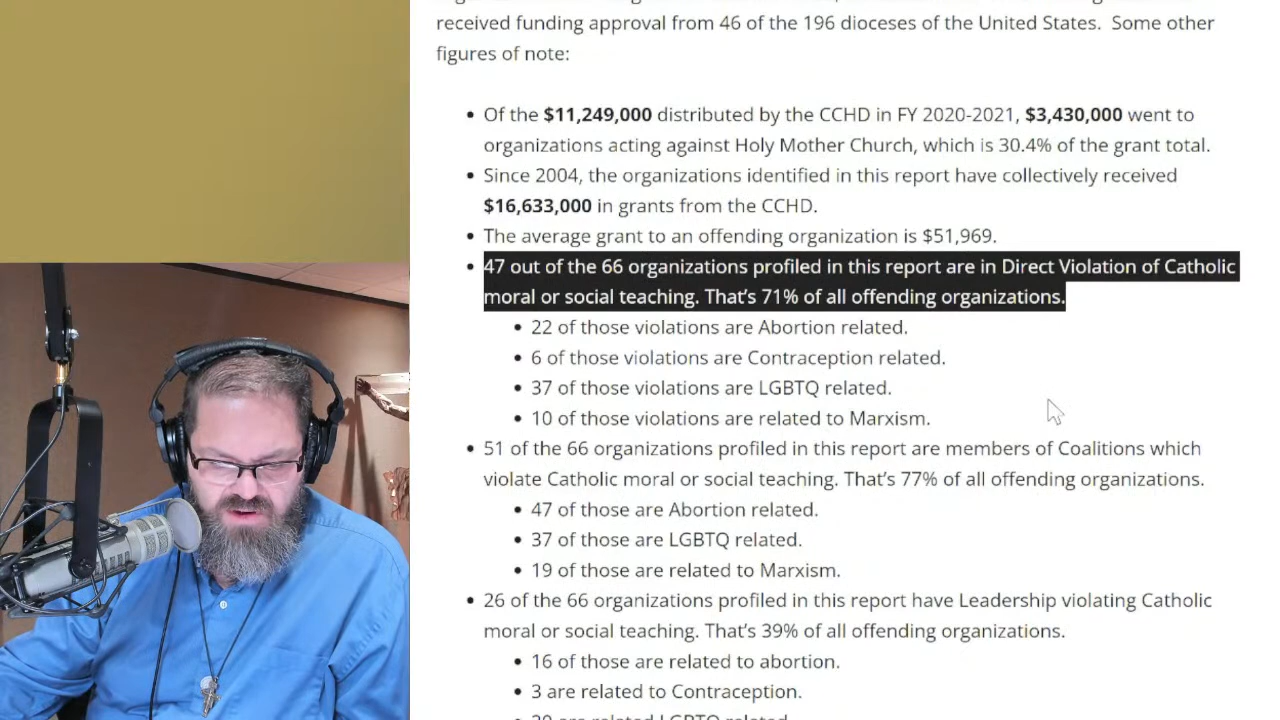 received funding approval from 46 of the 196 dioceses of the United States. Some other
figures of note:
Of the $11,249,000 distributed by the CCHD in FY 2020-2021, $3,430,000 went to
organizations acting against Holy Mother Church, which is 30.4% of the grant total.
Since 2004, the organizations identified in this report have collectively received
$16,633,000 in grants from the CCHD.
The average grant to an offending organization is $51,969.
47 out of the 66 organizations profiled in this report are in Direct Violation of Catholic
moral or social teaching. That's 71% of all offending organizations.
22 of those violations are Abortion related.
6 of those violations are Contraception related.
37 of those violations are LGBTQ related.
10 of those violations are related to Marxism.
51 of the 66 organizations profiled in this report are members of Coalitions which
violate Catholic moral or social teaching. That's 77% of all offending organizations.
47 of those are Abortion related.
37 of those are LGBTQ related.
19 of those are related to Marxism.
26 of the 66 organizations profiled in this report have Leadership violating Catholic
moral or social teaching. That's 39% of all offending organizations.
16 of those are related to abortion.
3 are related to Contraception.